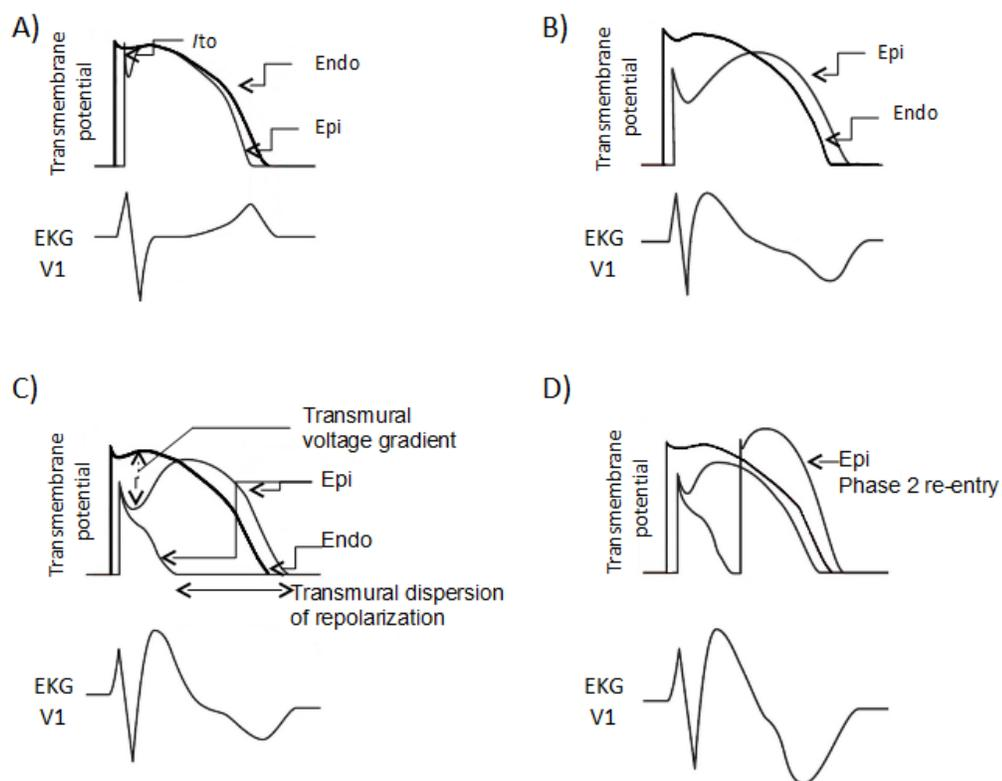 A)
Transmembrane
potential
Ito
Endo
Epi
EKG
V1
B)
Transmembrane
potential
Epi
Endo
EKG
V1
C)
Transmembrane
potential
Transmural
voltage gradient
Epi
Endo
Transmural dispersion
of repolarization
EKG
V1
D)
Transmembrane
potential
Epi
Phase 2 re-entry
EKG
V1